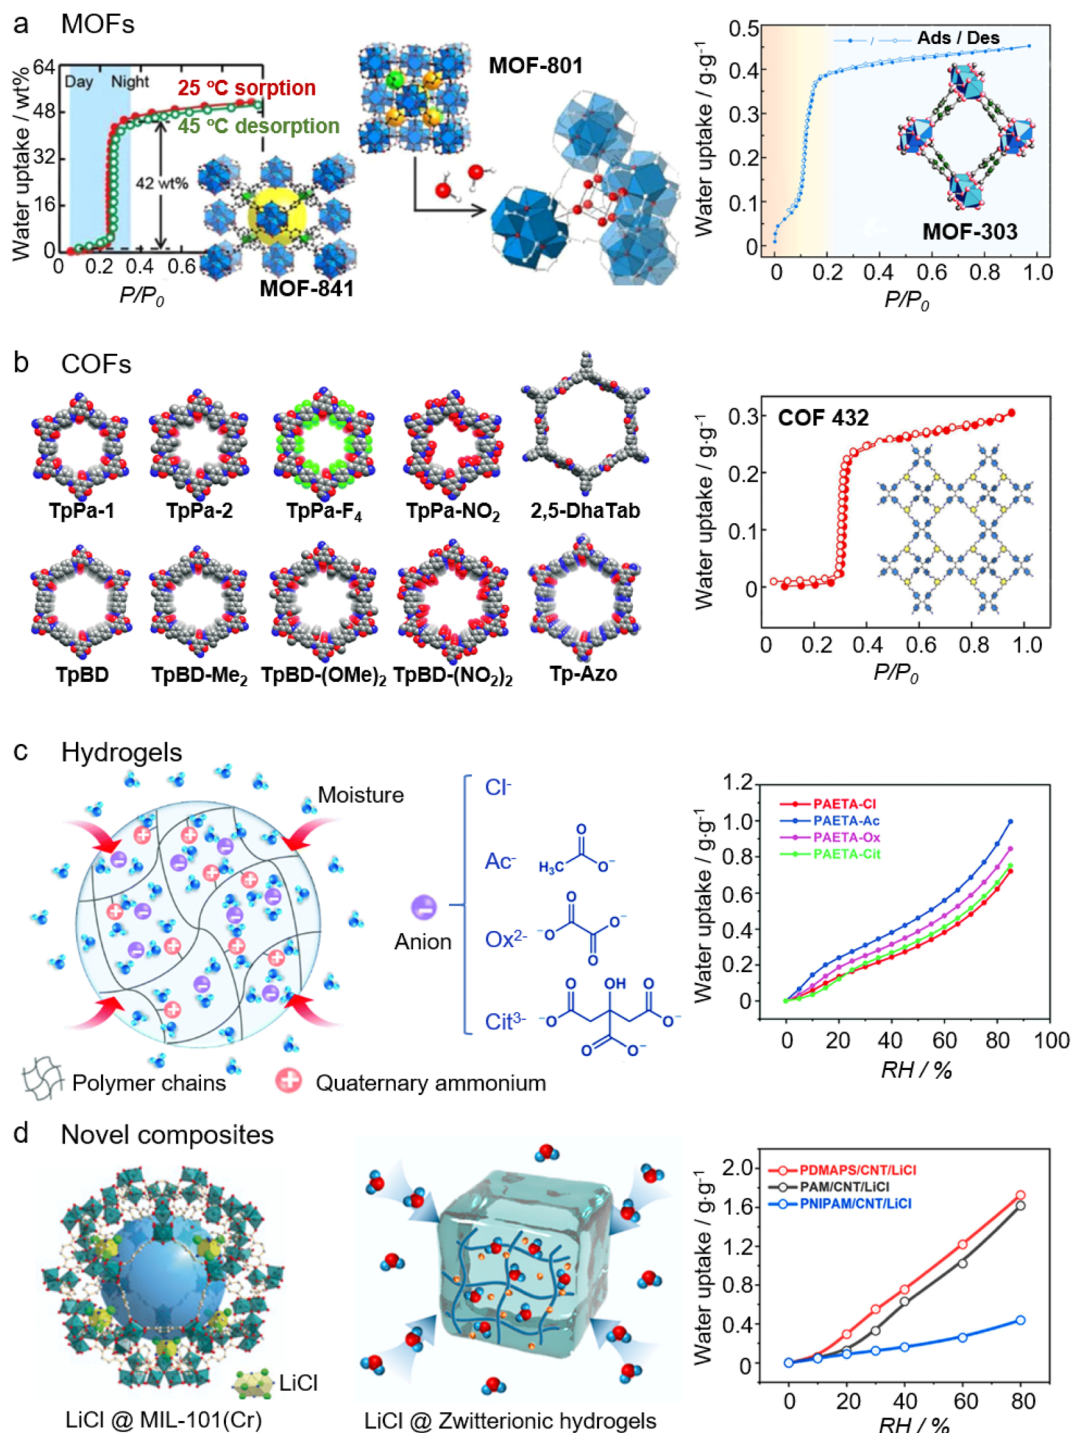 a MOFs
64
48
32
16
0
Water uptake / wt%
Day Night
25 °C sorption
45 °C desorption
42 wt%
0 0.2 0.4 0.6
P/P0
MOF-841
MOF-801
0.5
0.4
0.3
0.2
0.1
0
Water uptake / g·g⁻¹
Ads / Des
MOF-303
0 0.2 0.4 0.6 0.8 1.0
P/P0
b COFs
TpPa-1 TpPa-2 TpPa-F4 TpPa-NO2 2,5-DhaTab
TpBD TpBD-Me2 TpBD-(OMe)2 TpBD-(NO2)2 Tp-Azo
0.3
0.2
0.1
0
Water uptake / g·g⁻¹
COF 432
0 0.2 0.4 0.6 0.8 1.0
P/P0
c Hydrogels
Moisture
Anion
Cl⁻
Ac⁻
H3C O O⁻
Ox²⁻
⁻O O O O⁻
Cit³⁻
⁻O O OH O O⁻ O O⁻
Polymer chains
Quaternary ammonium
1.2
1.0
0.8
0.6
0.4
0.2
0
Water uptake / g·g⁻¹
PAETA-Cl
PAETA-Ac
PAETA-Ox
PAETA-Cit
0 20 40 60 80 100
RH / %
d Novel composites
LiCl
LiCl @ MIL-101(Cr)
LiCl @ Zwitterionic hydrogels
2.0
1.6
1.2
0.8
0.4
0
Water uptake / g·g⁻¹
PDMAPS/CNT/LiCl
PAM/CNT/LiCl
PNIPAM/CNT/LiCl
0 20 40 60 80
RH / %